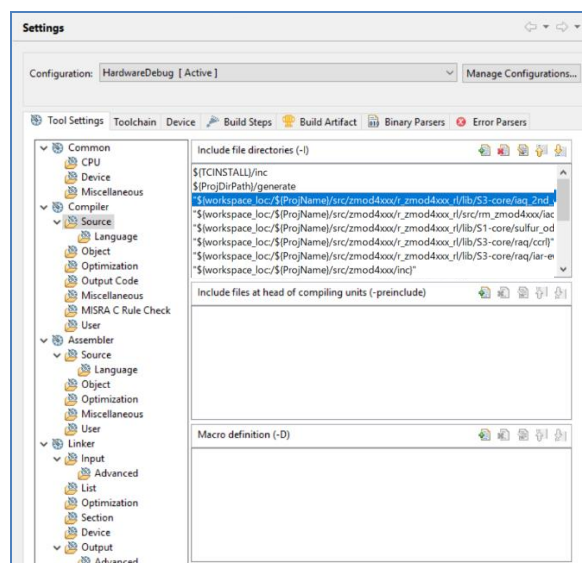 Settings
Configuration: HardwareDebug [ Active ] Manage Configurations...
Tool Settings Toolchain Device Build Steps Build Artifact Binary Parsers Error Parsers
Common
CPU
Device
Miscellaneous
Compiler
Source
Language
Object
Optimization
Output Code
Miscellaneous
MISRA C Rule Check
User
Assembler
Source
Language
Object
Optimization
Miscellaneous
User
Linker
Input
Advanced
List
Optimization
Section
Device
Output
Advanced
Include file directories (-I)
${TCINSTALL}/inc
${ProjDirPath}/generate
"${workspace_loc:/${ProjName}/src/zmod4xxx/r_zmod4xxx_rl/lib/S3-core/iaq_2nd_
"${workspace_loc:/${ProjName}/src/zmod4xxx/r_zmod4xxx_rl/src/rm_zmod4xxx/iac
"${workspace_loc:/${ProjName}/src/zmod4xxx/r_zmod4xxx_rl/lib/S1-core/sulfur_od
"${workspace_loc:/${ProjName}/src/zmod4xxx/r_zmod4xxx_rl/lib/S3-core/raq/ccrl}"
"${workspace_loc:/${ProjName}/src/zmod4xxx/r_zmod4xxx_rl/lib/S3-core/raq/iar-ev
"${workspace_loc:/${ProjName}/src/zmod4xxx/inc}"
Include files at head of compiling units (-preinclude)
Macro definition (-D)